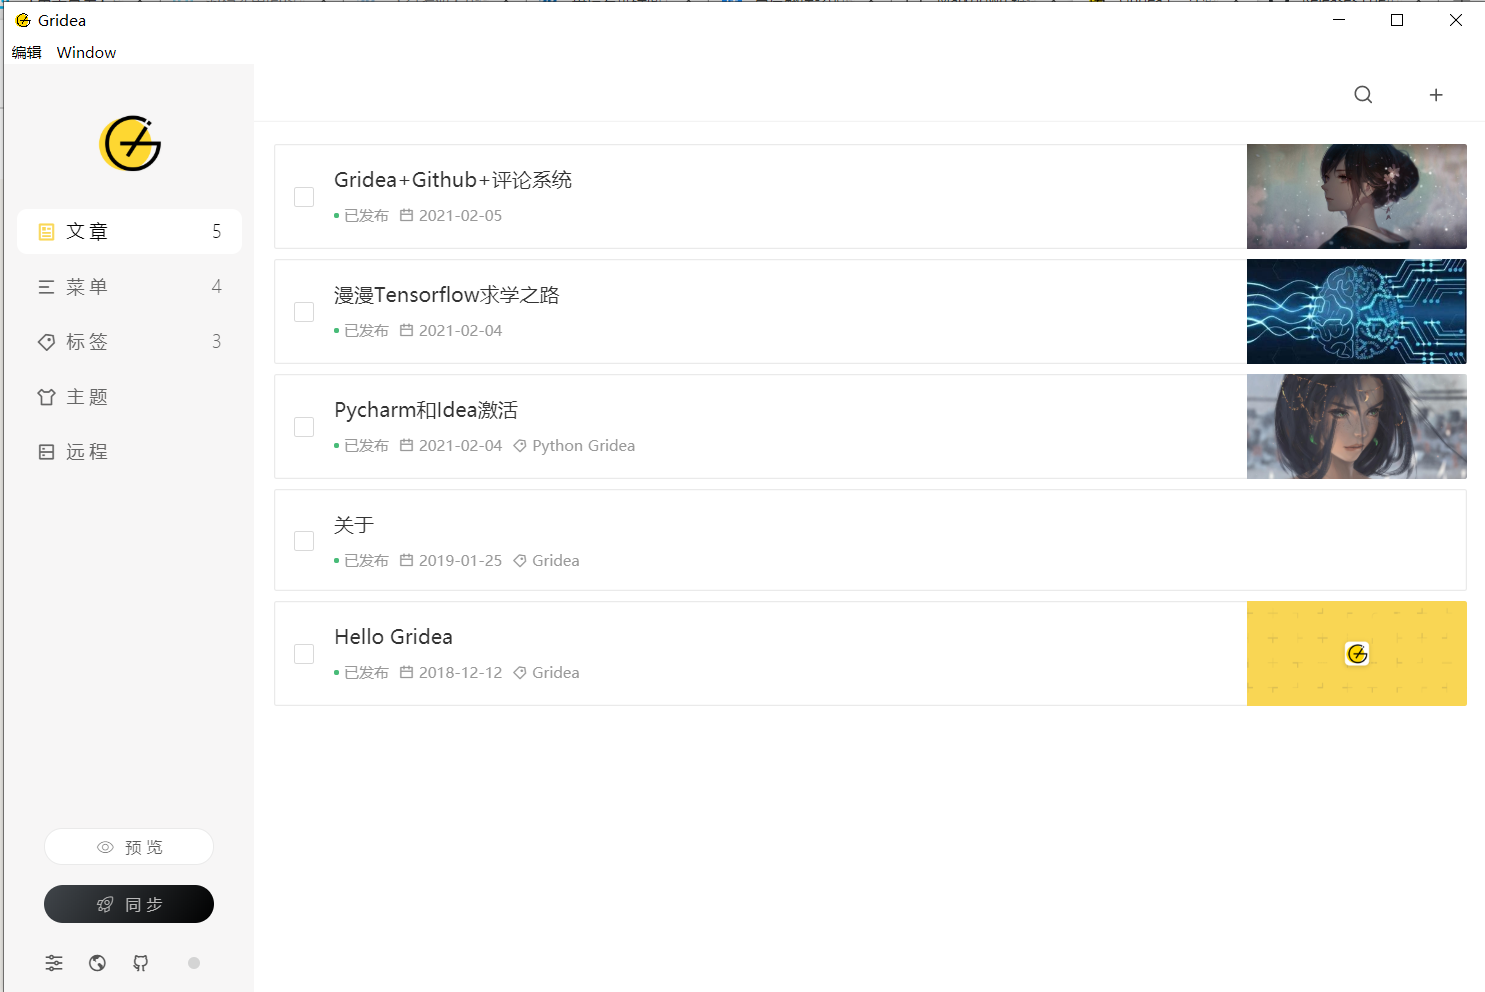 Gridea
编辑 Window
文章 5
菜单 4
标签 3
主题
远程
Gridea+Github+评论系统
已发布 2021-02-05
漫漫Tensorflow求学之路
已发布 2021-02-04
Pycharm和Idea激活
已发布 2021-02-04 Python Gridea
关于
已发布 2019-01-25 Gridea
Hello Gridea
已发布 2018-12-12 Gridea
预览
同步